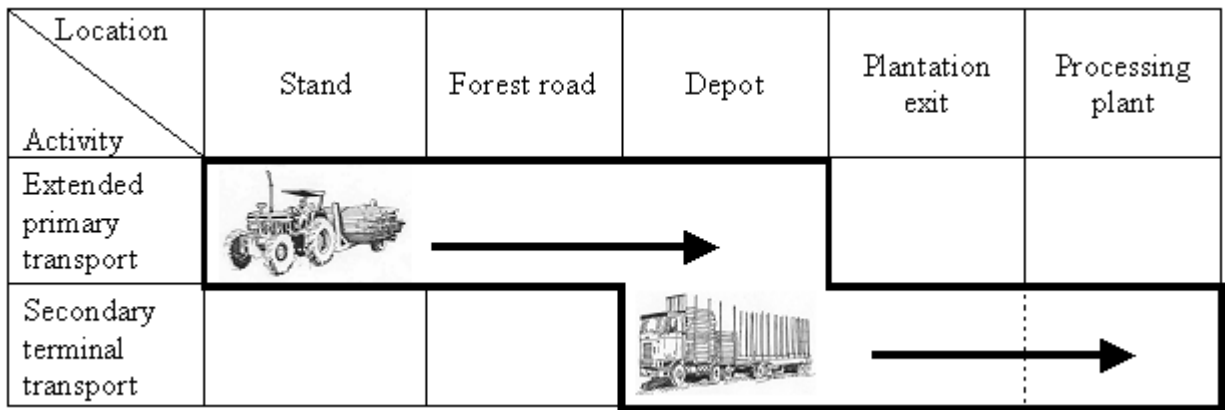 Location
Activity
Stand
Forest road
Depot
Plantation
exit
Processing
plant
Extended
primary
transport
Secondary
terminal
transport